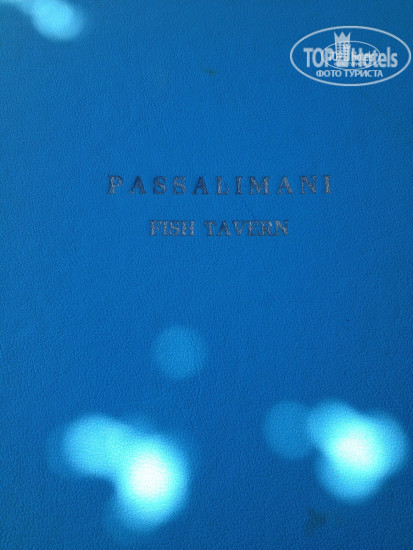 TOP Hotels
ФОТО ТУРИСТА
PASSALIMANI
FISH TAVERN